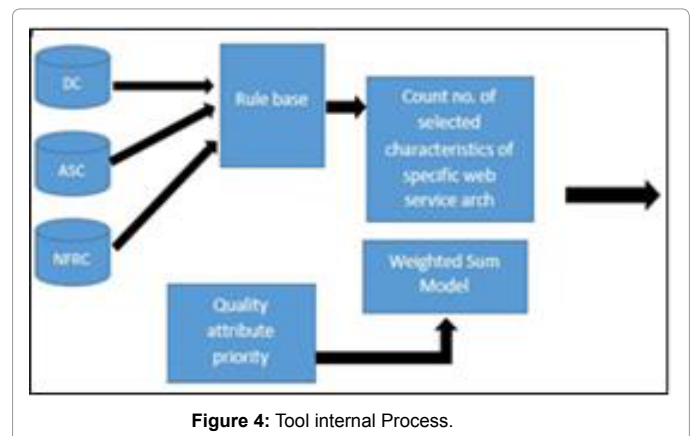 DC
ASC
NFRC
Rule base
Count no. of
selected
characteristics of
specific web
service arch
Weighted Sum
Model
Quality
attribute
priority
Figure 4: Tool internal Process.